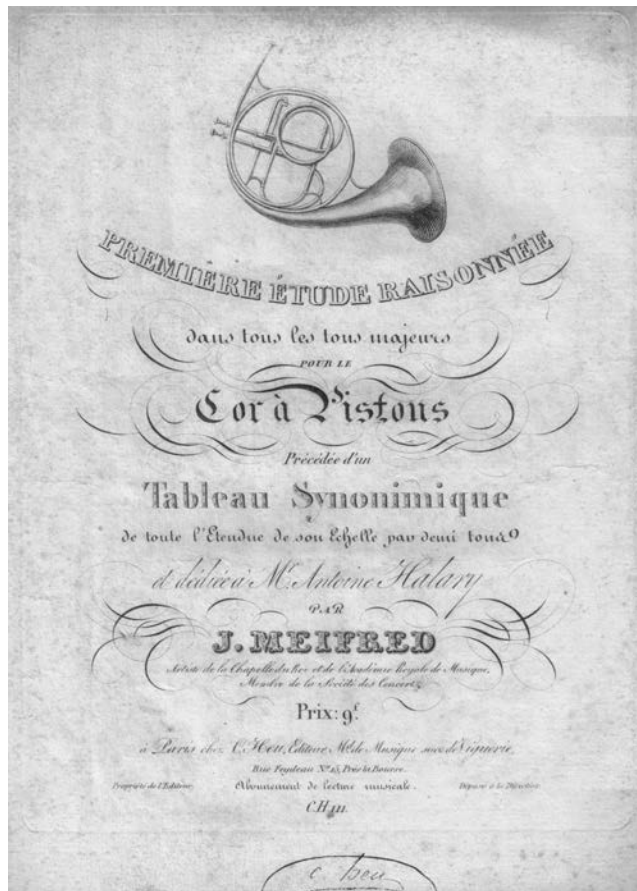 PREMIÈRE ÉTUDE RAISONNÉE
dans tous les tons majeurs
POUR LE
Cor à Pistons
Précédée d'un
Tableau Synonimique
de toute l'Etendue de son Echelle par demi tons
et dédiée à Mr. Antoine Halary
PAR
J. MEIFRED
Artiste de la Chapelle du Roi et de l'Académie Royale de Musique,
Membre de la Société des Concerts
Prix: 9f.
à Paris chez C. Heu, Editeur, Md. de Musique succr. de Viguerie,
Rue Feydeau No. 23, Près la Bourse.
Propriété de l'Editeur.
Abonnement de lecture musicale.
Déposé à la Direction
C.H.111.
c. heu